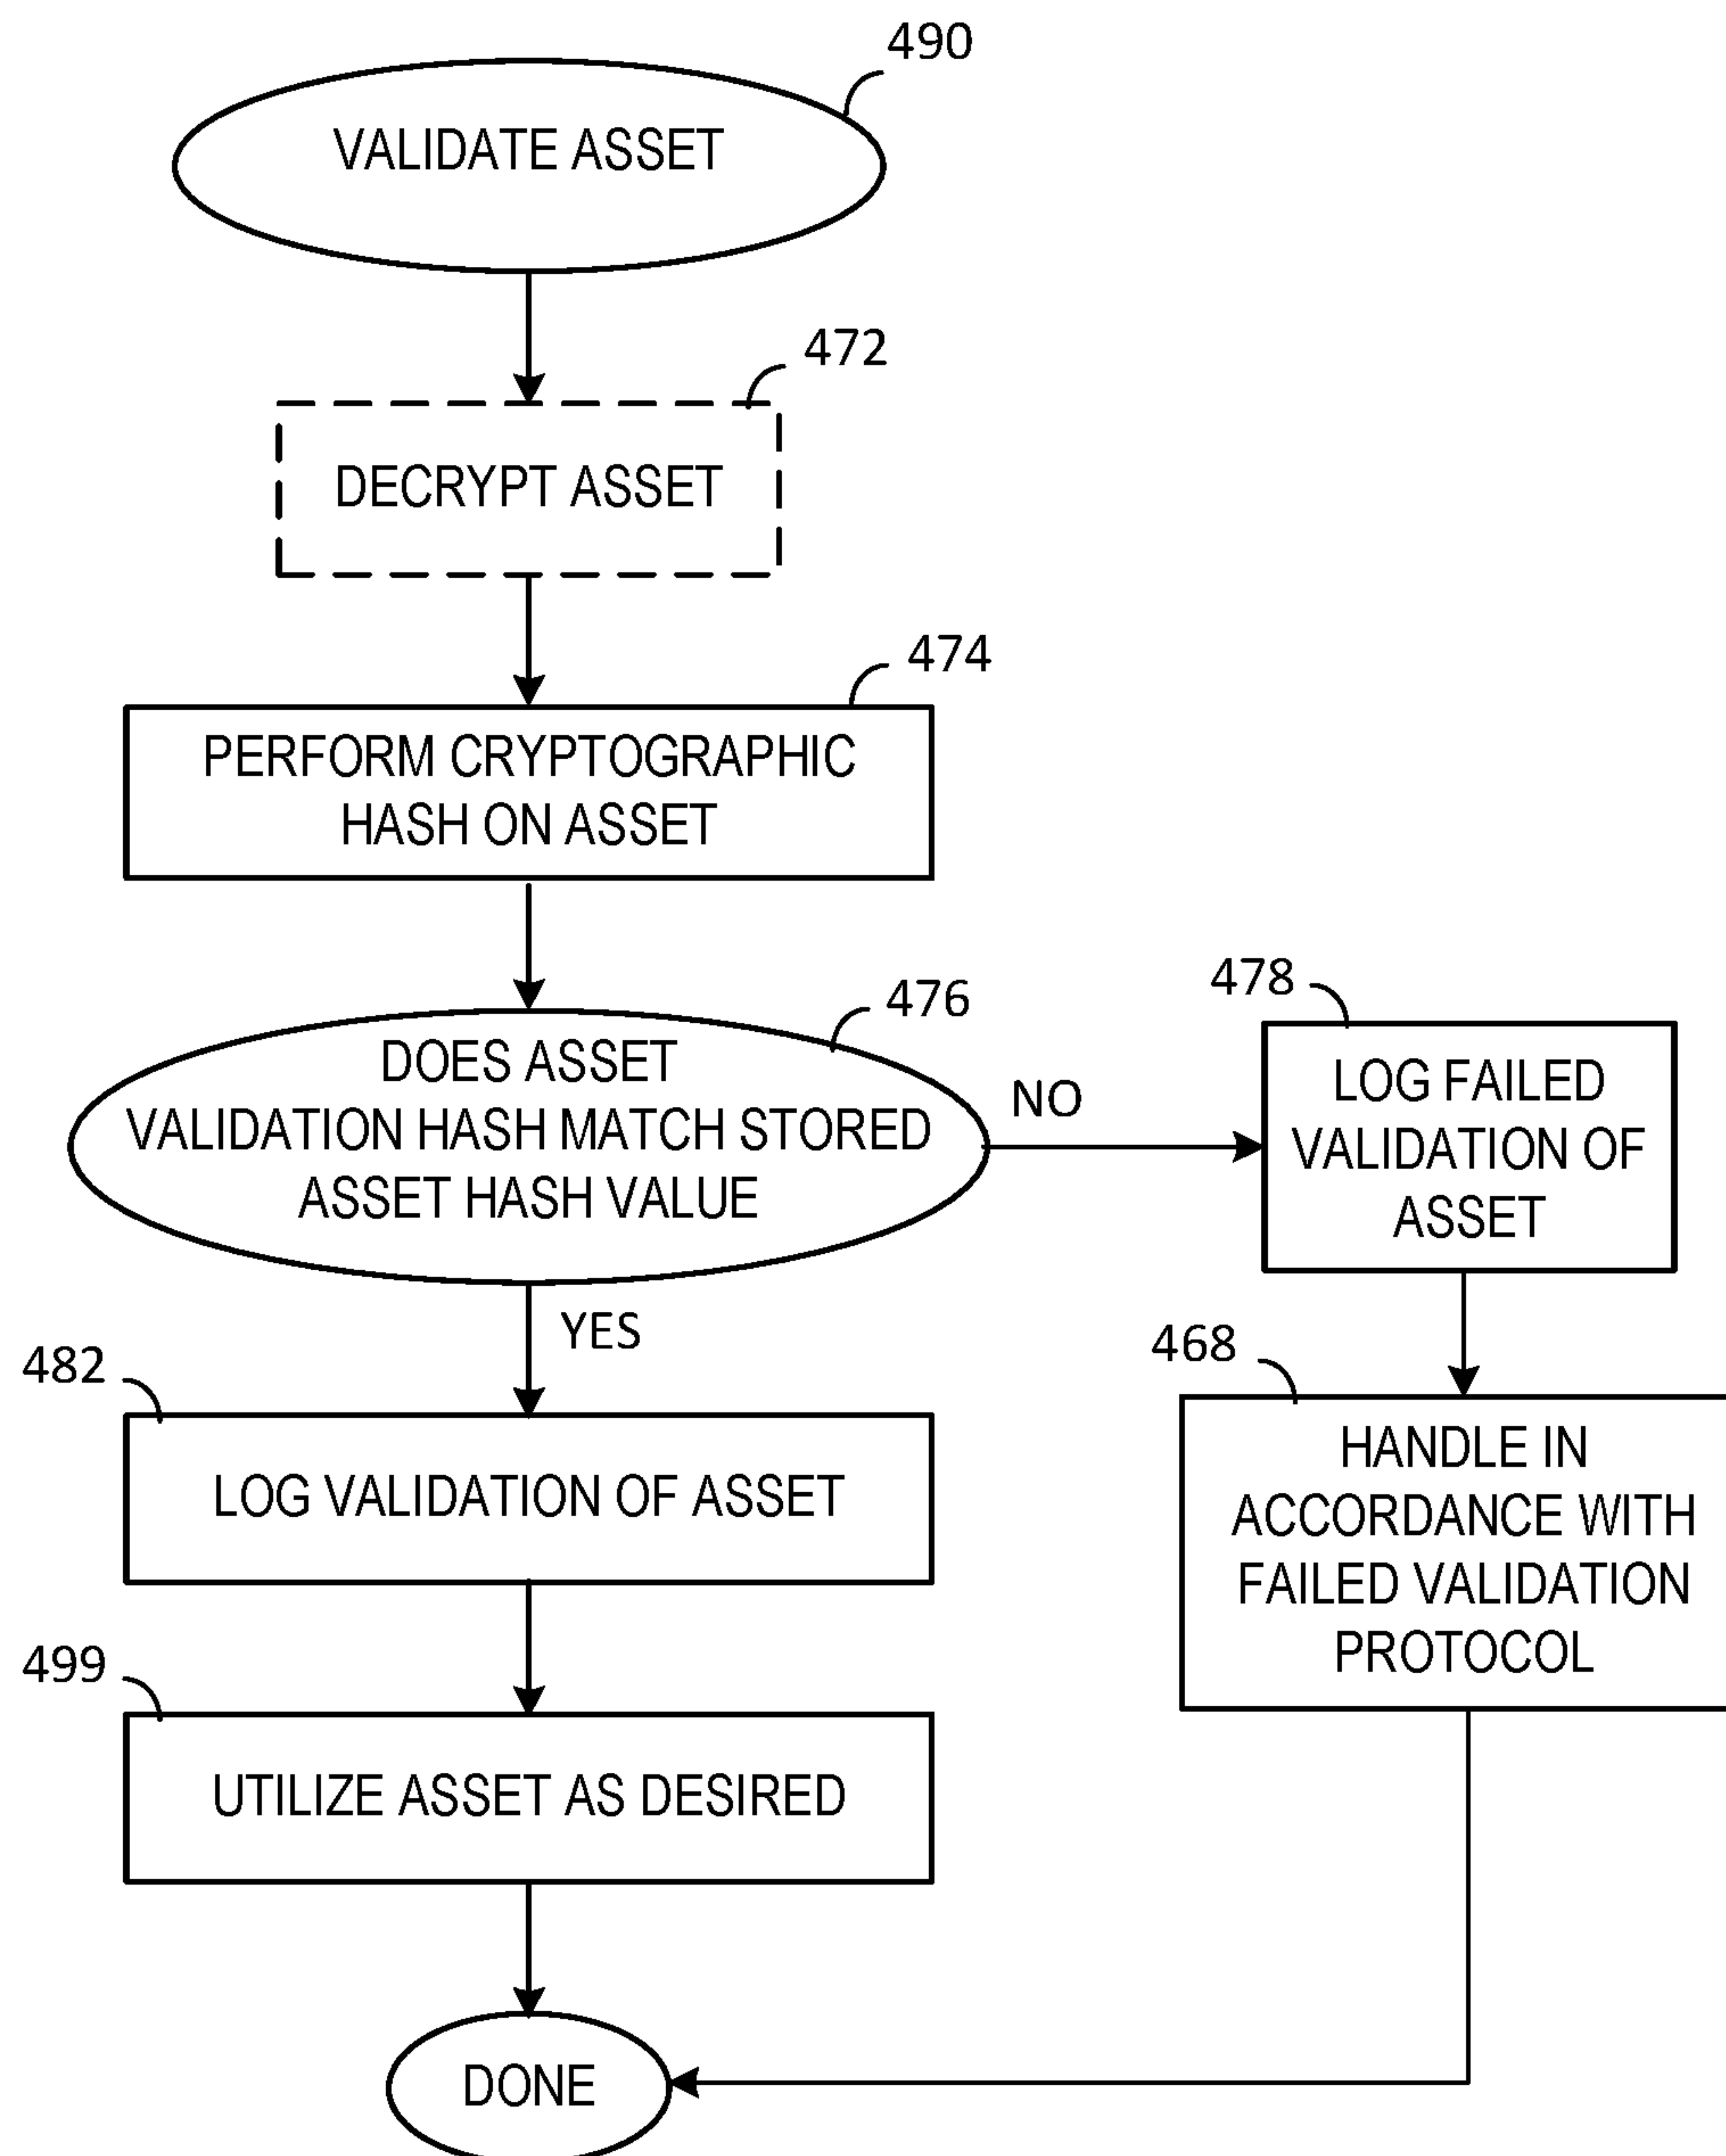 490
VALIDATE ASSET
472
DECRYPT ASSET
474
PERFORM CRYPTOGRAPHIC
HASH ON ASSET
476
DOES ASSET
VALIDATION HASH MATCH STORED
ASSET HASH VALUE
NO
478
LOG FAILED
VALIDATION OF
ASSET
YES
468
HANDLE IN
ACCORDANCE WITH
FAILED VALIDATION
PROTOCOL
482
LOG VALIDATION OF ASSET
499
UTILIZE ASSET AS DESIRED
DONE